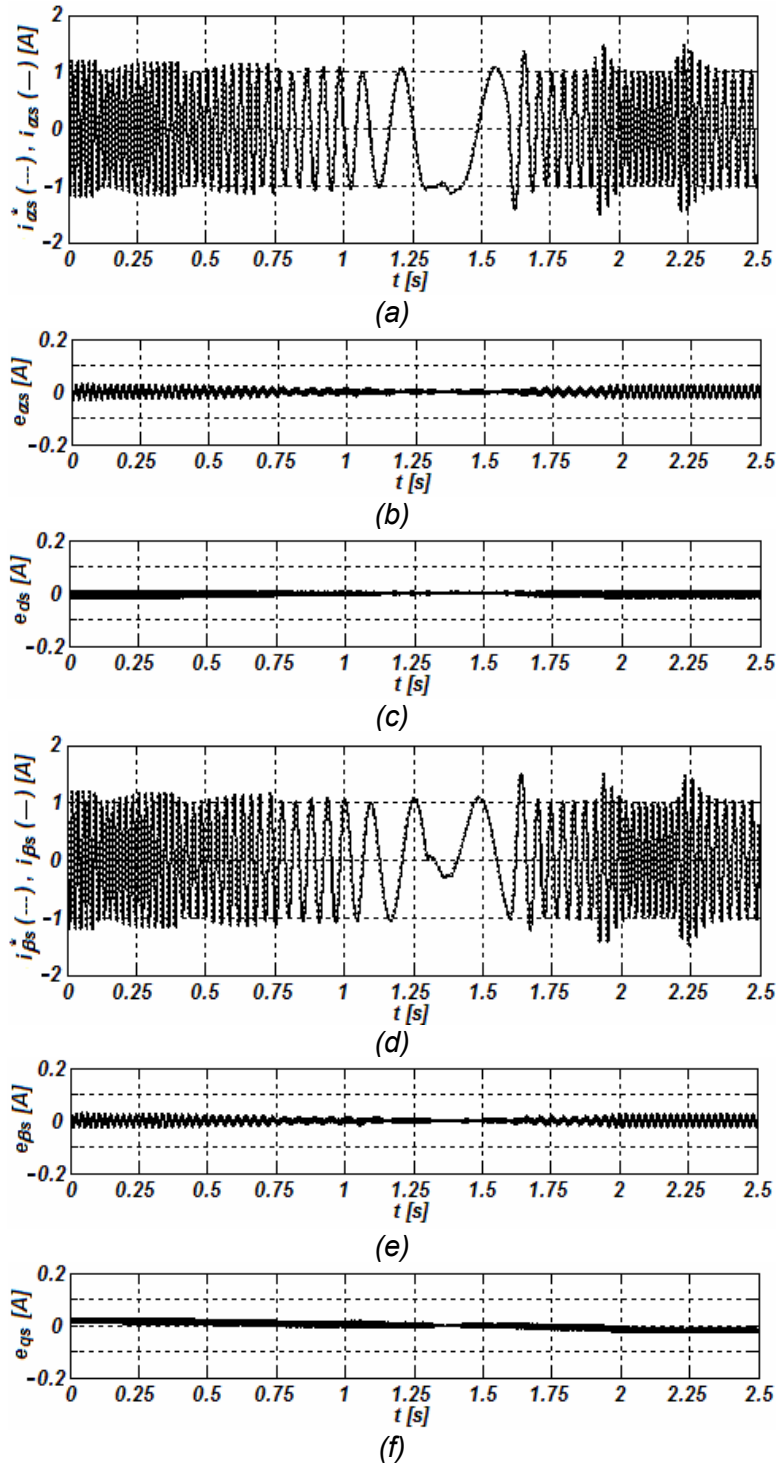 i*αs (---), iαs (—) [A]
2
1
0
-1
-2
0 0.25 0.5 0.75 1 1.25 1.5 1.75 2 2.25 2.5
t [s]
(a)
eαs [A]
0.2
0
-0.2
0 0.25 0.5 0.75 1 1.25 1.5 1.75 2 2.25 2.5
t [s]
(b)
eds [A]
0.2
0
-0.2
0 0.25 0.5 0.75 1 1.25 1.5 1.75 2 2.25 2.5
t [s]
(c)
i*βs (---), iβs (—) [A]
2
1
0
-1
-2
0 0.25 0.5 0.75 1 1.25 1.5 1.75 2 2.25 2.5
t [s]
(d)
eβs [A]
0.2
0
-0.2
0 0.25 0.5 0.75 1 1.25 1.5 1.75 2 2.25 2.5
t [s]
(e)
eqs [A]
0.2
0
-0.2
0 0.25 0.5 0.75 1 1.25 1.5 1.75 2 2.25 2.5
t [s]
(f)